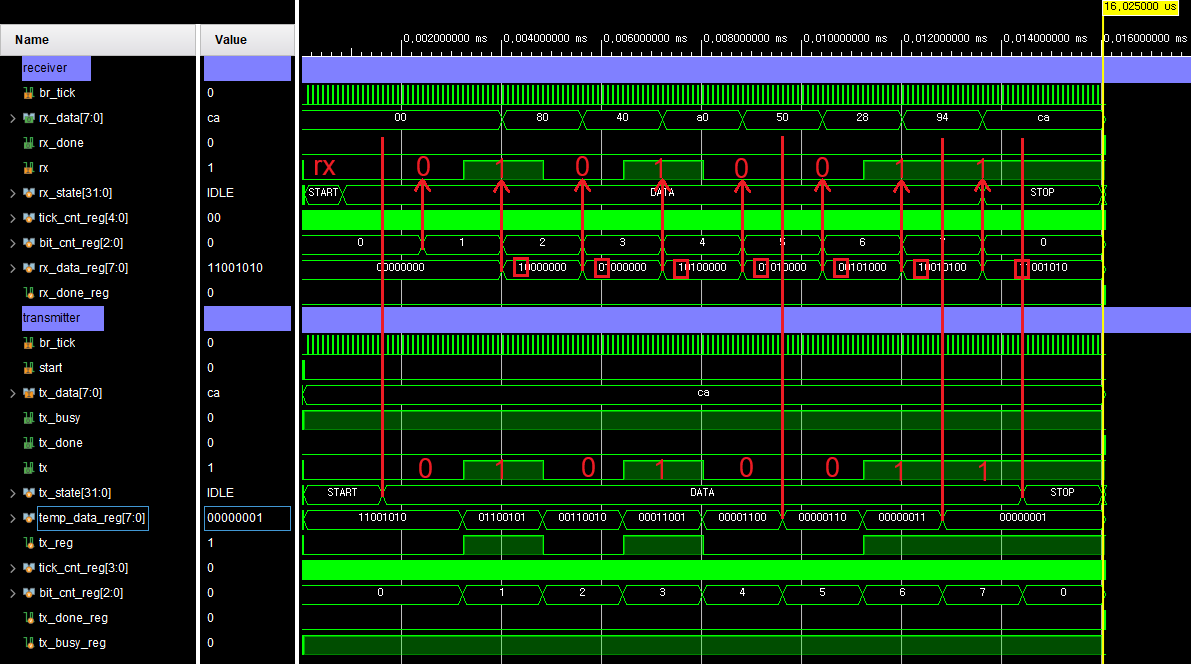 16,025000 us
Name Value
0,002000000 ms 0,004000000 ms 0,006000000 ms 0,008000000 ms 0,010000000 ms 0,012000000 ms 0,014000000 ms 0,016000000 ms
receiver
br_tick 0
rx_data[7:0] ca 00 80 40 a0 50 28 94 ca
rx_done 0
rx 1 rx 0 1 0 1 0 0 1 1
rx_state[31:0] IDLE START DATA STOP
tick_cnt_reg[4:0] 00
bit_cnt_reg[2:0] 0 0 1 2 3 4 5 6 7 0
rx_data_reg[7:0] 11001010 00000000 10000000 01000000 10100000 01010000 00101000 10010100 11001010
rx_done_reg 0
transmitter
br_tick 0
start 0
tx_data[7:0] ca ca
tx_busy 0
tx_done 0
tx 1 0 1 0 1 0 0 1 1
tx_state[31:0] IDLE START DATA STOP
temp_data_reg[7:0] 00000001 11001010 01100101 00110010 00011001 00001100 00000110 00000011 00000001
tx_reg 1
tick_cnt_reg[3:0] 0
bit_cnt_reg[2:0] 0 0 1 2 3 4 5 6 7 0
tx_done_reg 0
tx_busy_reg 0